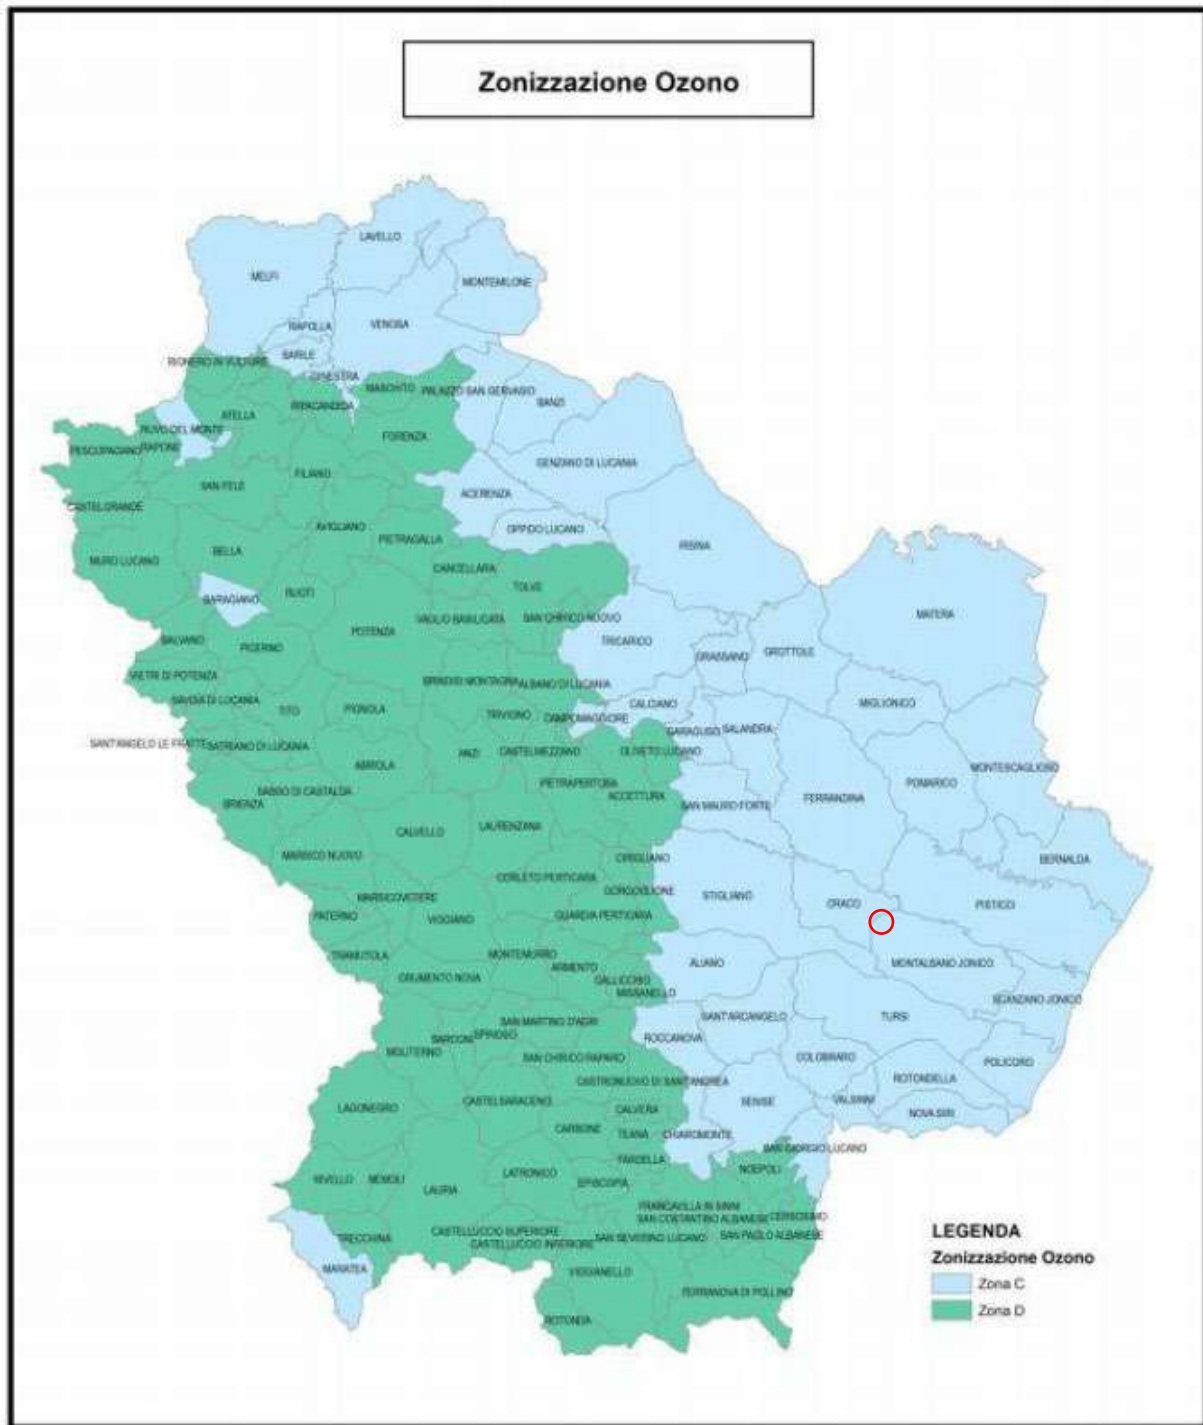 Zonizzazione Ozono
LAVELLO
MELFI
MONTEMILONE
RAPOLLA
VENOSA
BARILE
RIONERO IN VULTURE
GINESTRA
MASCHITO
PALAZZO SAN GERVASIO
BANZI
RIPACANDIDA
ATELLA
RUVO DEL MONTE
FORENZA
RAPONE
PESCOPAGANO
GENZANO DI LUCANIA
FILIANO
SAN FELE
ACERENZA
CASTELGRANDE
AVIGLIANO
OPPIDO LUCANO
PIETRAGALLA
IRSINA
BELLA
MURO LUCANO
CANCELLARA
TOLVE
RUOTI
BARAGIANO
MATERA
VAGLIO BASILICATA
SAN CHIRICO NUOVO
POTENZA
BALVANO
TRICARICO
PICERNO
GROTTOLE
GRASSANO
VIETRI DI POTENZA
BRINDISI MONTAGNA
ALBANO DI LUCANIA
SAVOIA DI LUCANIA
CALCIANO
MIGLIONICO
TITO
PIGNOLA
TRIVIGNO
CAMPOMAGGIORE
GARAGUSO
SALANDRA
SANT'ANGELO LE FRATTE
SATRIANO DI LUCANIA
ANZI
CASTELMEZZANO
OLIVETO LUCANO
ABRIOLA
MONTESCAGLIOSO
PIETRAPERTOSA
POMARICO
SASSO DI CASTALDA
ACCETTURA
FERRANDINA
BRIENZA
SAN MAURO FORTE
LAURENZANA
CALVELLO
MARSICO NUOVO
CIRIGLIANO
BERNALDA
CORLETO PERTICARA
GORGOGLIONE
MARSICOVETERE
STIGLIANO
CRACO
PISTICCI
PATERNO
VIGGIANO
GUARDIA PERTICARA
TRAMUTOLA
MONTEMURRO
ARMENTO
ALIANO
MONTALBANO JONICO
GRUMENTO NOVA
GALLICCHIO
MISSANELLO
SCANZANO JONICO
SAN MARTINO D'AGRI
SANT'ARCANGELO
TURSI
SARCONI
SPINOSO
ROCCANOVA
MOLITERNO
SAN CHIRICO RAPARO
COLOBRARO
POLICORO
CASTRONUOVO DI SANT'ANDREA
ROTONDELLA
CASTELSARACENO
SENISE
VALSINNI
LAGONEGRO
CALVERA
NOVA SIRI
CARBONE
TEANA
CHIAROMONTE
SAN GIORGIO LUCANO
FARDELLA
NOEPOLI
LATRONICO
RIVELLO
NEMOLI
EPISCOPIA
LAURIA
FRANCAVILLA IN SINNI
SAN COSTANTINO ALBANESE
CERSOSIMO
CASTELLUCCIO SUPERIORE
SAN SEVERINO LUCANO
SAN PAOLO ALBANESE
TRECCHINA
CASTELLUCCIO INFERIORE
MARATEA
VIGGIANELLO
TERRANOVA DI POLLINO
ROTONDA
LEGENDA
Zonizzazione Ozono
Zona C
Zona D